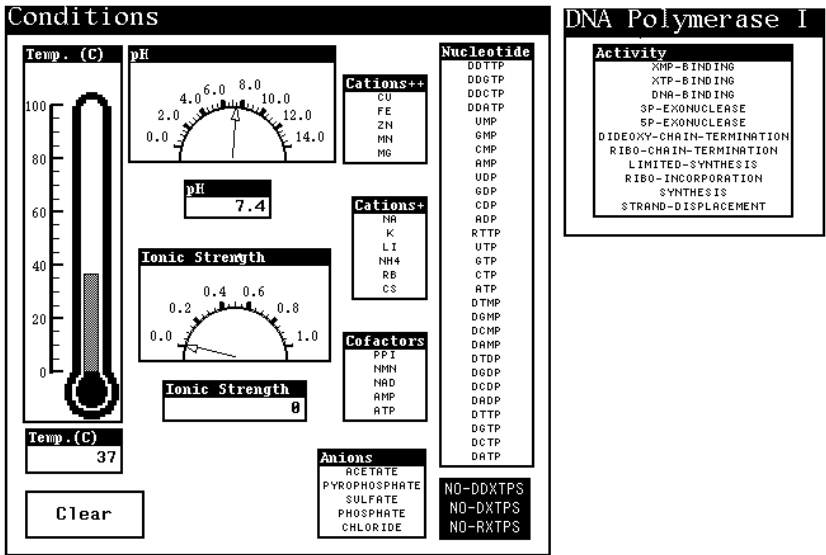 Conditions
Temp. (C)
100
80
60
40
20
0
Temp.(C)
37
Clear
pH
0.0
2.0
4.0
6.0
8.0
10.0
12.0
14.0
pH
7.4
Ionic Strength
0.0
0.2
0.4
0.6
0.8
1.0
Ionic Strength
0
Cations++
CU
FE
ZN
MN
MG
Cations+
NA
K
LI
NH4
RB
CS
Cofactors
PPI
NMN
NAD
AMP
ATP
Anions
ACETATE
PYROPHOSPHATE
SULFATE
PHOSPHATE
CHLORIDE
Nucleotide
DDTTP
DDGTP
DDCTP
DDATP
UMP
GMP
CMP
AMP
UDP
GDP
CDP
ADP
RTTP
UTP
GTP
CTP
ATP
DTMP
DGMP
DCMP
DAMP
DTDP
DGDP
DCDP
DADP
DTTP
DGTP
DCTP
DATP
NO-DDXTPS
NO-DXTPS
NO-RXTPS
DNA Polymerase I
Activity
XMP-BINDING
XTP-BINDING
DNA-BINDING
3P-EXONUCLEASE
5P-EXONUCLEASE
DIDEOXY-CHAIN-TERMINATION
RIBO-CHAIN-TERMINATION
LIMITED-SYNTHESIS
RIBO-INCORPORATION
SYNTHESIS
STRAND-DISPLACEMENT